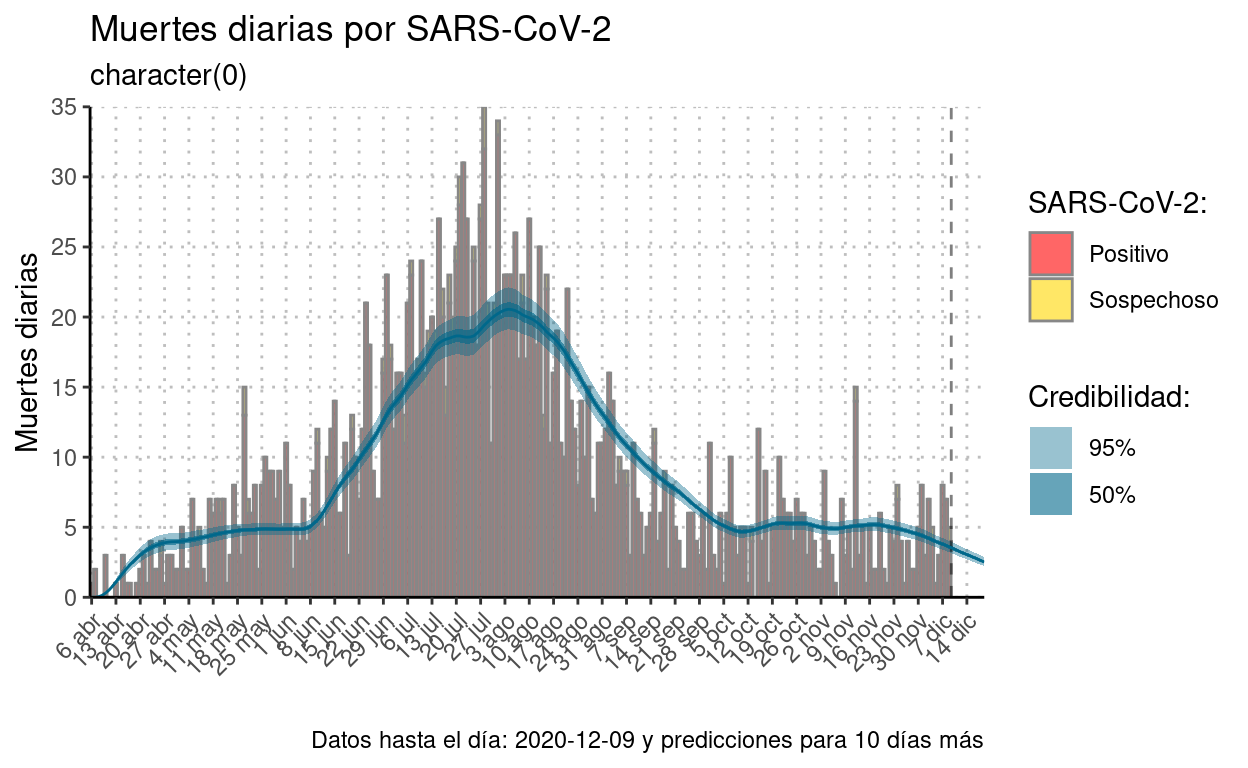 Muertes diarias por SARS-CoV-2
character(0)
Muertes diarias
35
30
25
20
15
10
5
0
6 abr
13 abr
20 abr
27 abr
4 may
11 may
18 may
25 may
1 jun
8 jun
15 jun
22 jun
29 jun
6 jul
13 jul
20 jul
27 jul
3 ago
10 ago
17 ago
24 ago
31 ago
7 sep
14 sep
21 sep
28 sep
5 oct
12 oct
19 oct
26 oct
2 nov
9 nov
16 nov
23 nov
30 nov
7 dic
14 dic
SARS-CoV-2:
Positivo
Sospechoso
Credibilidad:
95%
50%
Datos hasta el día: 2020-12-09 y predicciones para 10 días más